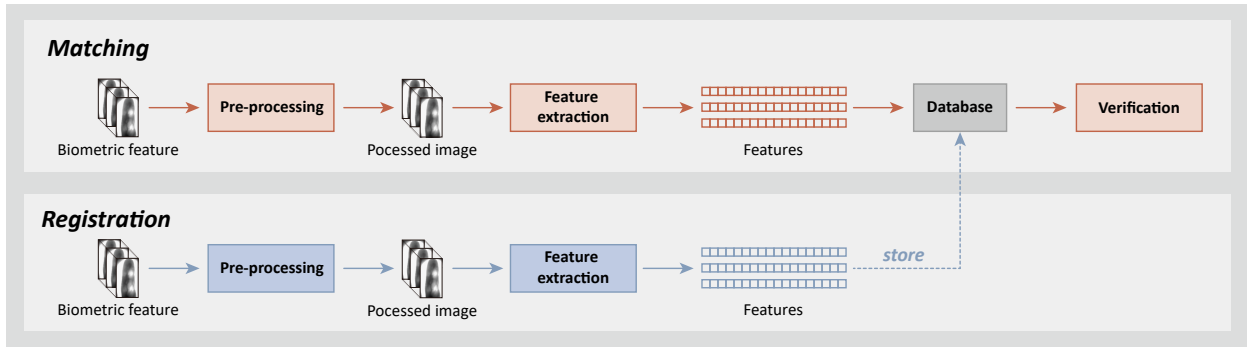 Matching
Biometric feature
Pre-processing
Pocessed image
Feature
extraction
Features
Database
Verification
Registration
Biometric feature
Pre-processing
Pocessed image
Feature
extraction
Features
store